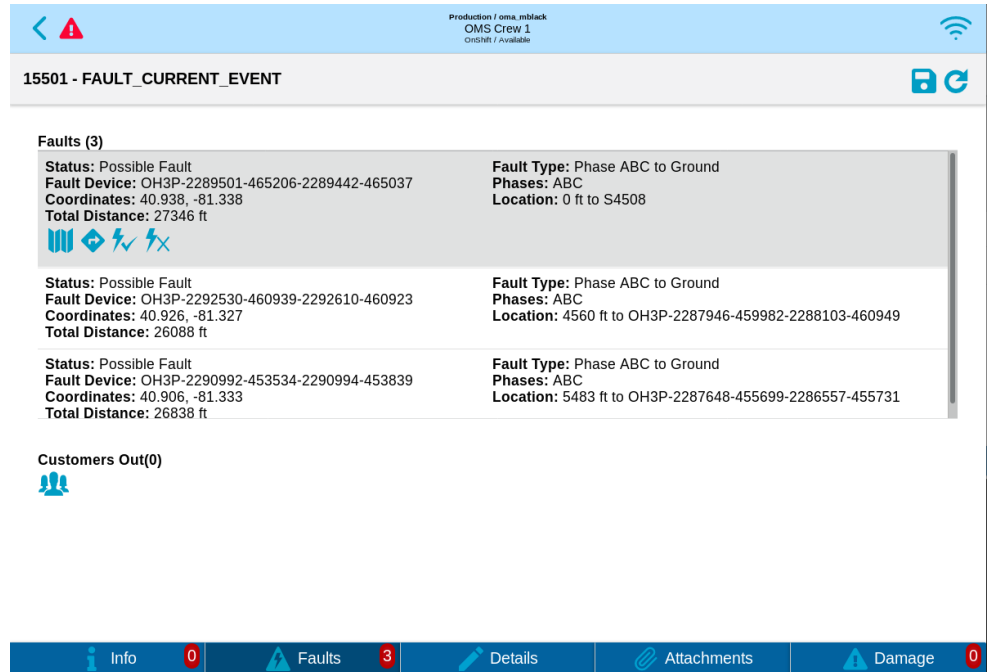 Production / oma_mblack
OMS Crew 1
OnShift / Available
15501 - FAULT_CURRENT_EVENT
Faults (3)
Status: Possible Fault
Fault Device: OH3P-2289501-465206-2289442-465037
Coordinates: 40.938, -81.338
Total Distance: 27346 ft
Fault Type: Phase ABC to Ground
Phases: ABC
Location: 0 ft to S4508
Status: Possible Fault
Fault Device: OH3P-2292530-460939-2292610-460923
Coordinates: 40.926, -81.327
Total Distance: 26088 ft
Fault Type: Phase ABC to Ground
Phases: ABC
Location: 4560 ft to OH3P-2287946-459982-2288103-460949
Status: Possible Fault
Fault Device: OH3P-2290992-453534-2290994-453839
Coordinates: 40.906, -81.333
Total Distance: 26838 ft
Fault Type: Phase ABC to Ground
Phases: ABC
Location: 5483 ft to OH3P-2287648-455699-2286557-455731
Customers Out(0)
Info 0
Faults 3
Details
Attachments
Damage 0